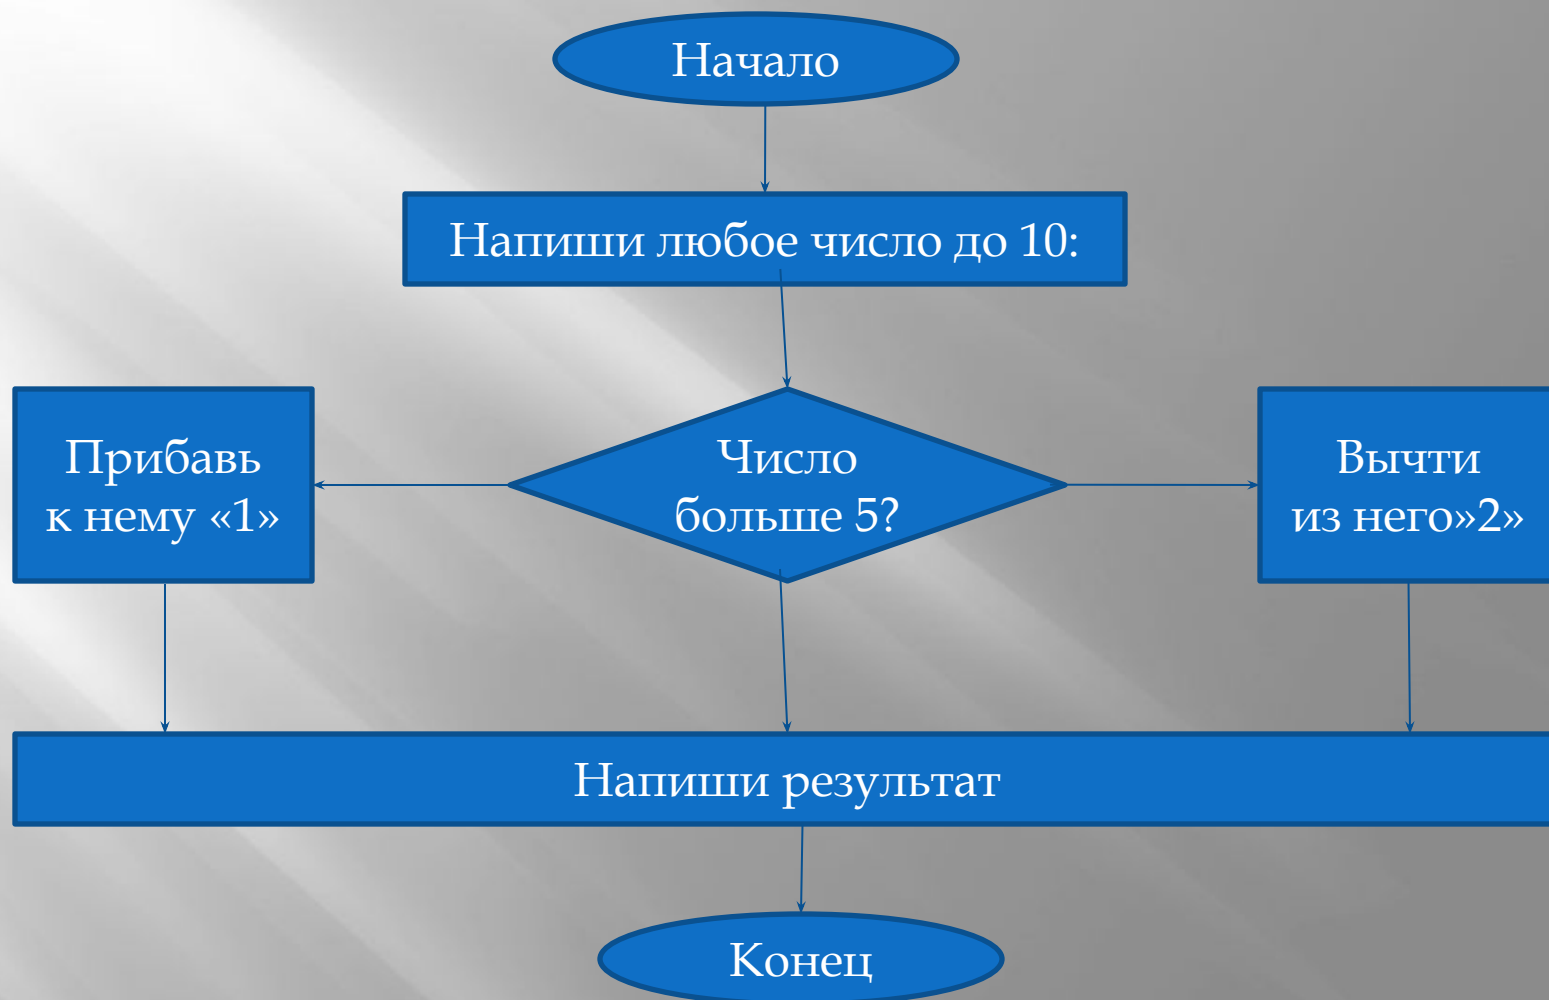 Начало
Напиши любое число до 10:
Прибавь
к нему «1»
Число
больше 5?
Вычти
из него»2»
Напиши результат
Конец